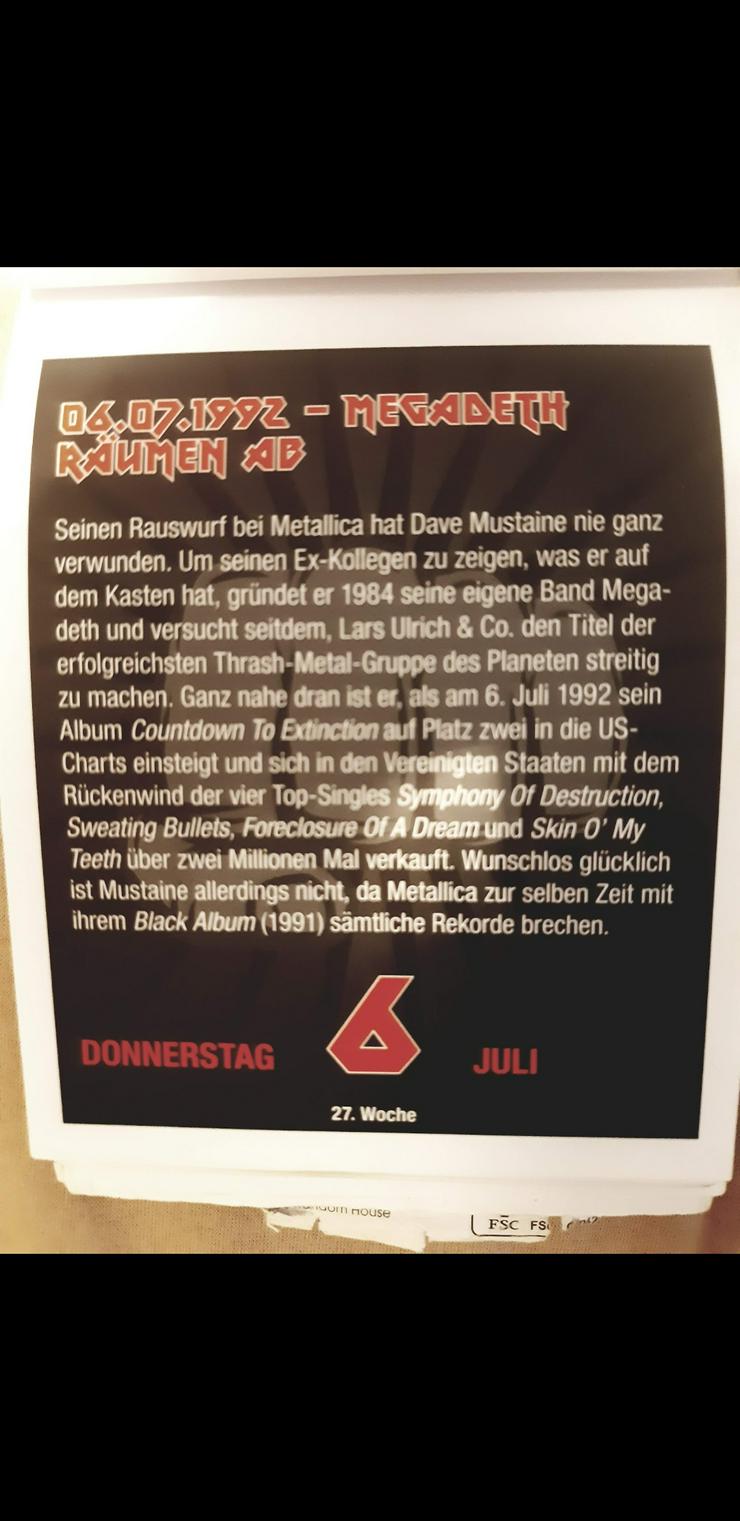 06.07.1992 – MEGADETH
RÄUMEN AB
Seinen Rauswurf bei Metallica hat Dave Mustaine nie ganz
verwunden. Um seinen Ex-Kollegen zu zeigen, was er auf
dem Kasten hat, gründet er 1984 seine eigene Band Mega-
deth und versucht seitdem, Lars Ulrich & Co. den Titel der
erfolgreichsten Thrash-Metal-Gruppe des Planeten streitig
zu machen. Ganz nahe dran ist er, als am 6. Juli 1992 sein
Album Countdown To Extinction auf Platz zwei in die US-
Charts einsteigt und sich in den Vereinigten Staaten mit dem
Rückenwind der vier Top-Singles Symphony Of Destruction,
Sweating Bullets, Foreclosure Of A Dream und Skin O' My
Teeth über zwei Millionen Mal verkauft. Wunschlos glücklich
ist Mustaine allerdings nicht, da Metallica zur selben Zeit mit
ihrem Black Album (1991) sämtliche Rekorde brechen.
DONNERSTAG 6 JULI
27. Woche
House
FSC